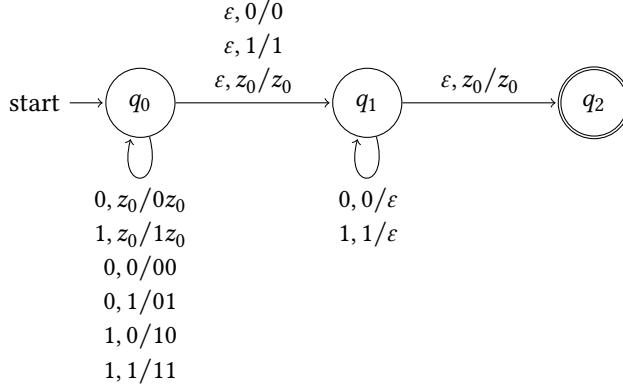 ε, 0/0
ε, 1/1
ε, z₀/z₀
ε, z₀/z₀
start
q₀
q₁
q₂
0, z₀/0z₀
1, z₀/1z₀
0, 0/00
0, 1/01
1, 0/10
1, 1/11
0, 0/ε
1, 1/ε